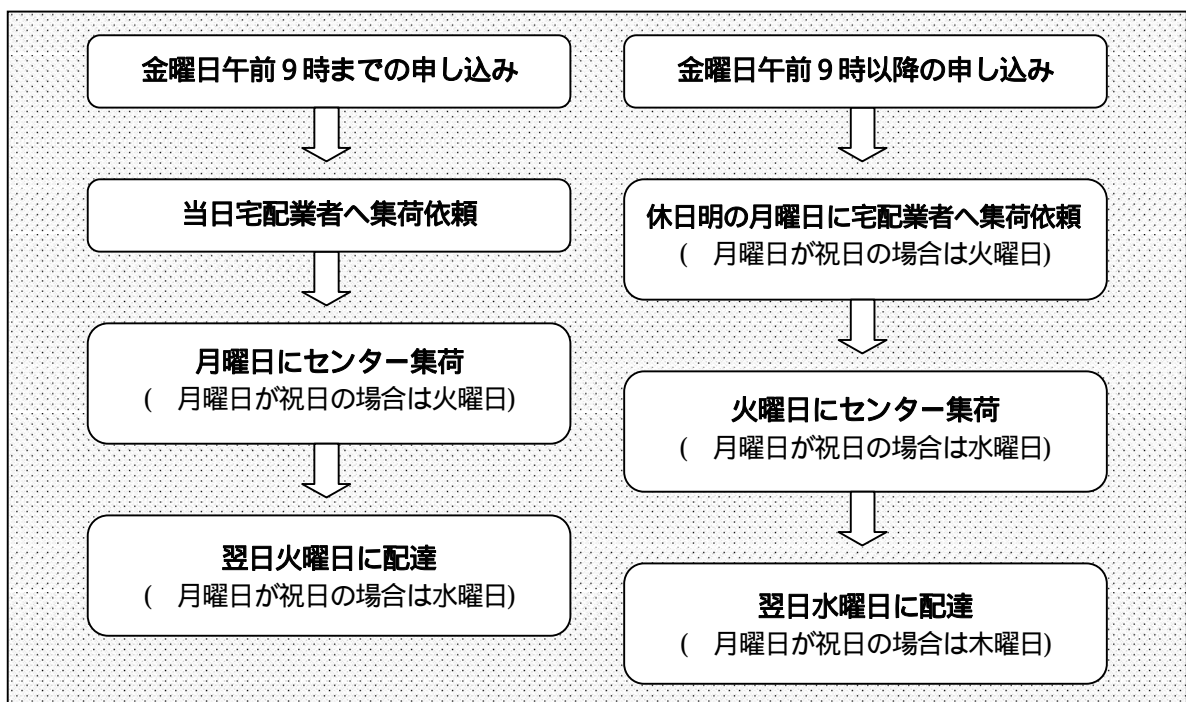 金曜日午前9時までの申し込み
当日宅配業者へ集荷依頼
月曜日にセンター集荷
(　月曜日が祝日の場合は火曜日)
翌日火曜日に配達
(　月曜日が祝日の場合は水曜日)
金曜日午前9時以降の申し込み
休日明の月曜日に宅配業者へ集荷依頼
(　月曜日が祝日の場合は火曜日)
火曜日にセンター集荷
(　月曜日が祝日の場合は水曜日)
翌日水曜日に配達
(　月曜日が祝日の場合は木曜日)